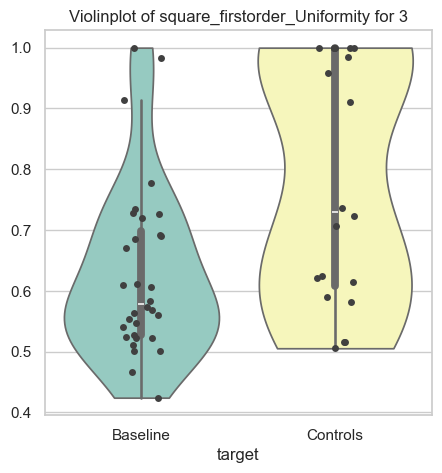 Violinplot of square_firstorder_Uniformity for 3
1.0
0.9
0.8
0.7
0.6
0.5
0.4
Baseline Controls
target